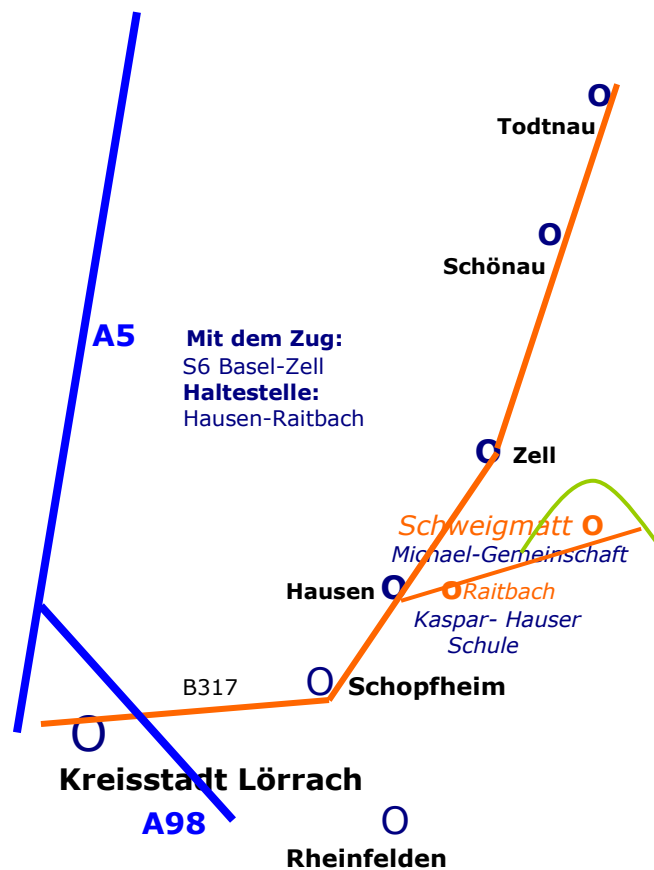 O
Todtnau
O
Schönau
A5
Mit dem Zug:
S6 Basel-Zell
Haltestelle:
Hausen-Raitbach
O Zell
Schweigmatt O
Michael-Gemeinschaft
Hausen O
O Raitbach
Kaspar- Hauser
Schule
B317
O Schopfheim
O
Kreisstadt Lörrach
A98
O
Rheinfelden